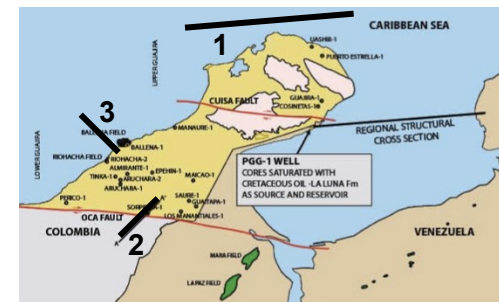 1
CARIBBEAN SEA
UASHIR-1
PUERTO ESTRELLA-1
UPPER GUAJIRA
GUAJIRA-1
COSINETAS-1
CUISA FAULT
3
BALLENA FIELD
BALLENA-1
MANAURE-1
REGIONAL STRUCTURAL
CROSS SECTION
LOWER GUAJIRA
RIOHACHA FIELD
RIOHACHA-2
ALMIRANTE-1
EPEHIN-1
TINKA-1
ARUCHARA-2
ARUCHARA-1
MAICAO-1
PGG-1 WELL
CORES SATURATED WITH
CRETACEOUS OIL -LA LUNA Fm
AS SOURCE AND RESERVOIR
PERICO-1
SAURE-1
GUAITAPA-1
A'
OCA FAULT
LOS MANANTIALES-1
COLOMBIA
2
A
VENEZUELA
MARA FIELD
LA PAZ FIELD